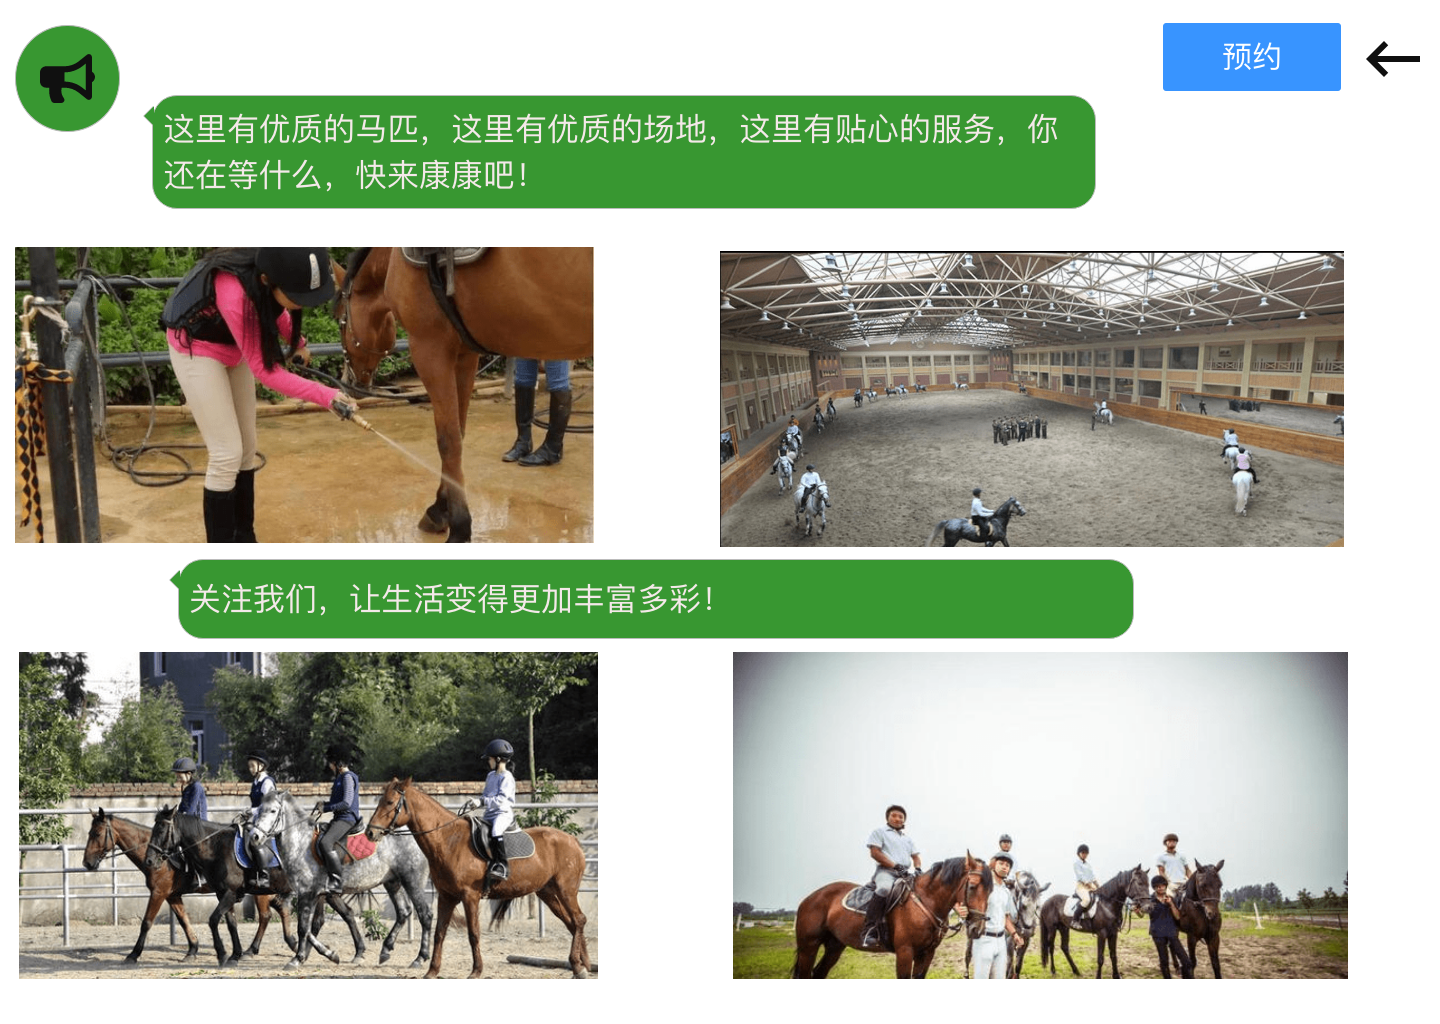 预约
这里有优质的马匹，这里有优质的场地，这里有贴心的服务，你
还在等什么，快来康康吧！
关注我们，让生活变得更加丰富多彩！